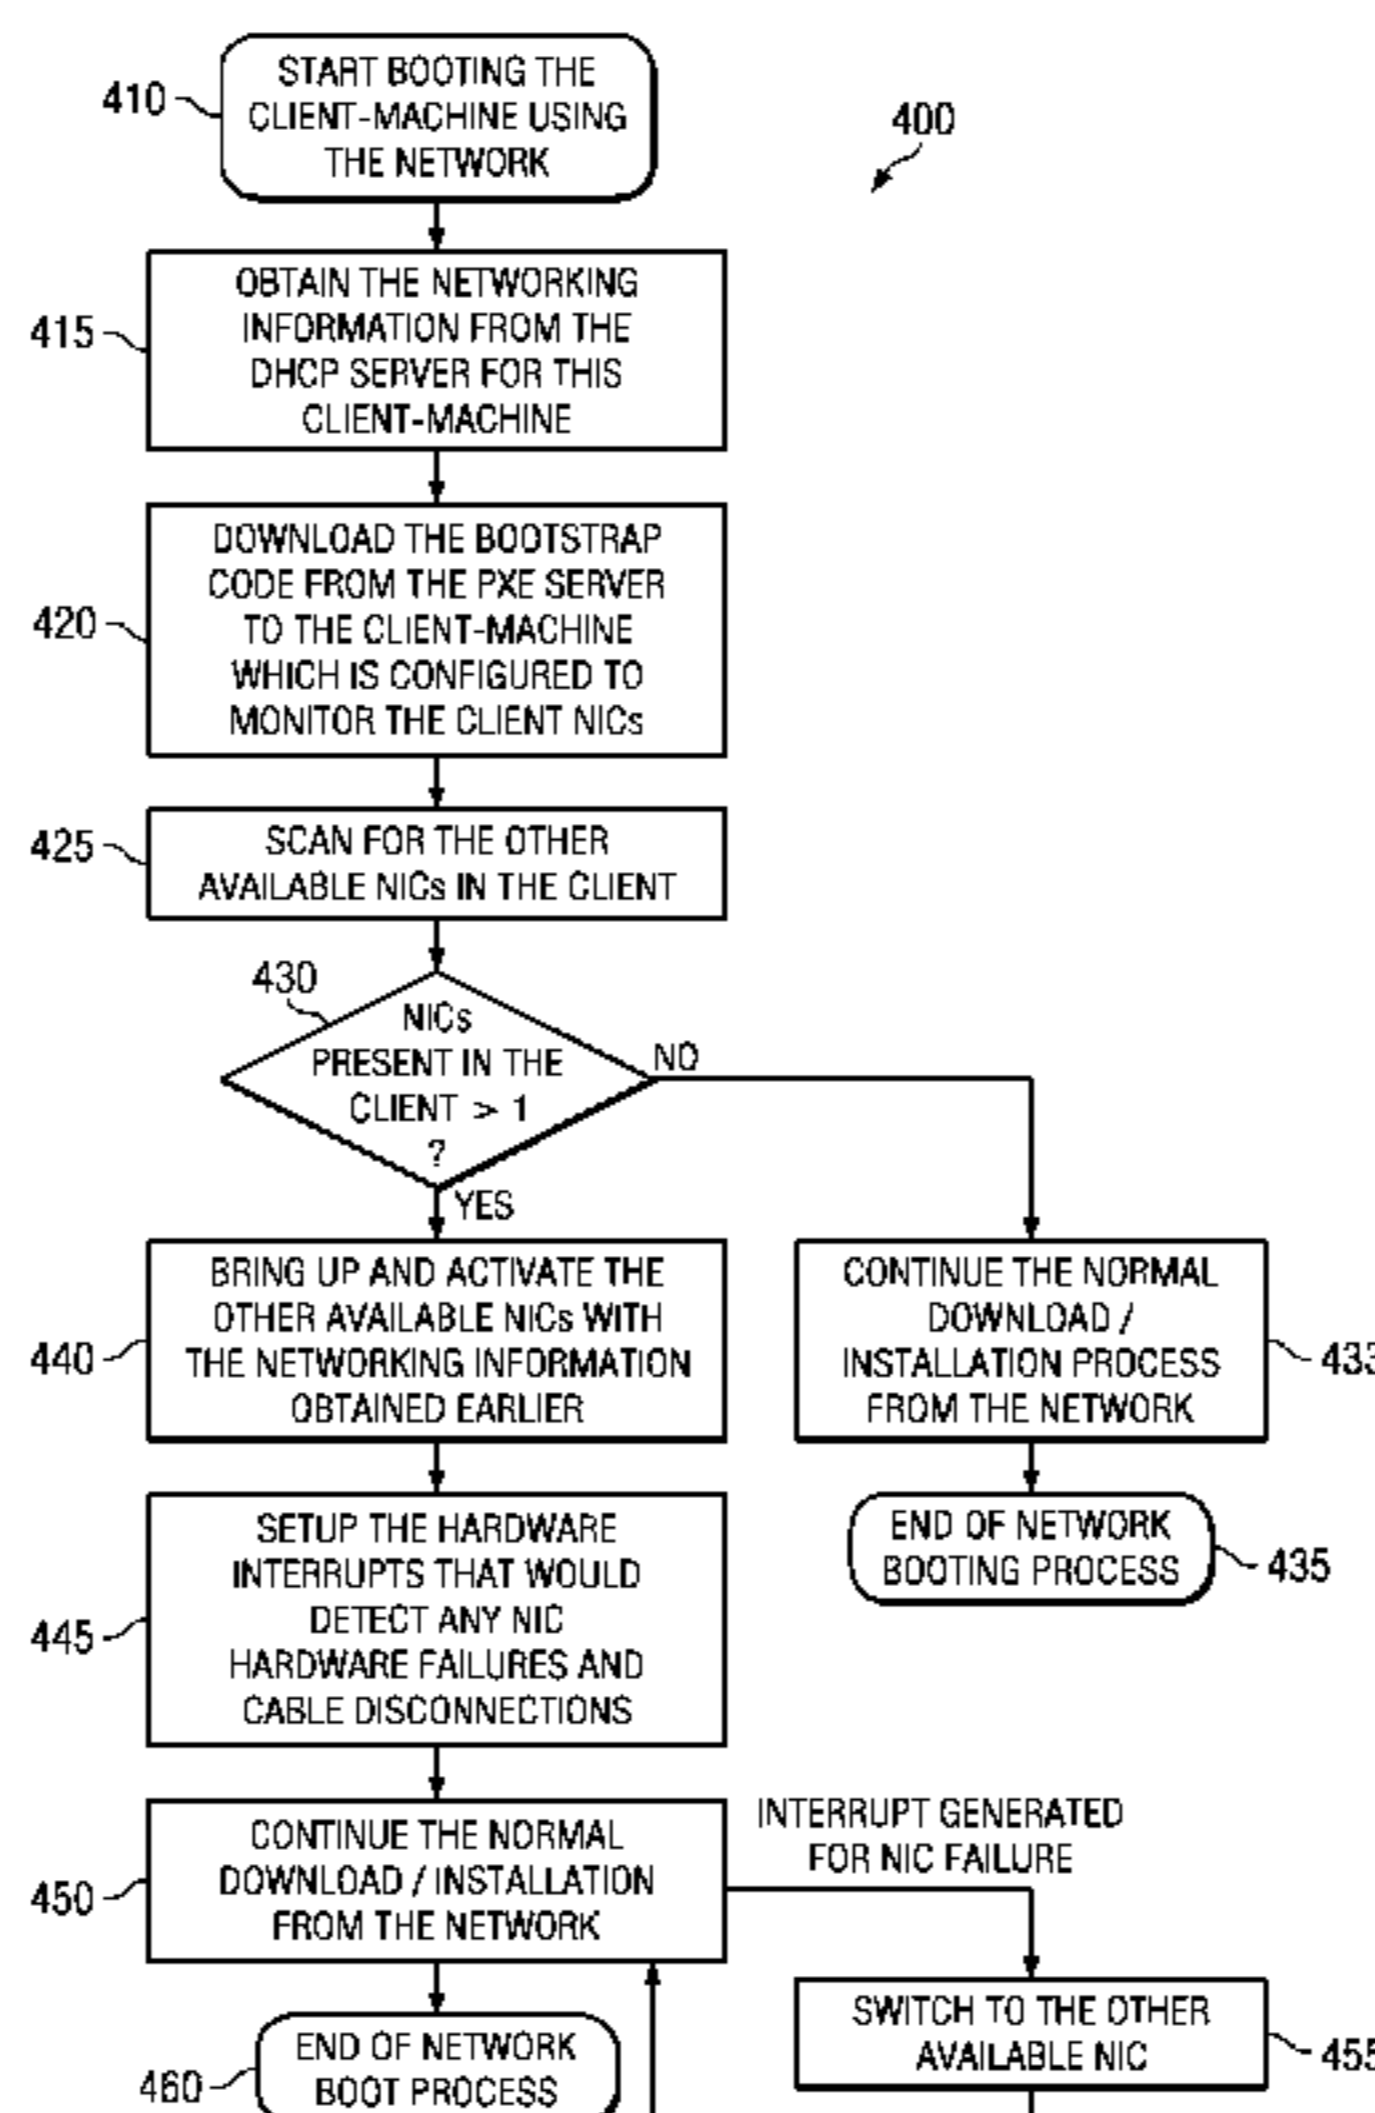 410
START BOOTING THE
CLIENT-MACHINE USING
THE NETWORK
400
415
OBTAIN THE NETWORKING
INFORMATION FROM THE
DHCP SERVER FOR THIS
CLIENT-MACHINE
420
DOWNLOAD THE BOOTSTRAP
CODE FROM THE PXE SERVER
TO THE CLIENT-MACHINE
WHICH IS CONFIGURED TO
MONITOR THE CLIENT NICs
425
SCAN FOR THE OTHER
AVAILABLE NICs IN THE CLIENT
430
NICs
PRESENT IN THE
CLIENT > 1
?
NO
YES
440
BRING UP AND ACTIVATE THE
OTHER AVAILABLE NICs WITH
THE NETWORKING INFORMATION
OBTAINED EARLIER
CONTINUE THE NORMAL
DOWNLOAD /
INSTALLATION PROCESS
FROM THE NETWORK
433
445
SETUP THE HARDWARE
INTERRUPTS THAT WOULD
DETECT ANY NIC
HARDWARE FAILURES AND
CABLE DISCONNECTIONS
END OF NETWORK
BOOTING PROCESS
435
450
CONTINUE THE NORMAL
DOWNLOAD / INSTALLATION
FROM THE NETWORK
INTERRUPT GENERATED
FOR NIC FAILURE
SWITCH TO THE OTHER
AVAILABLE NIC
455
460
END OF NETWORK
BOOT PROCESS